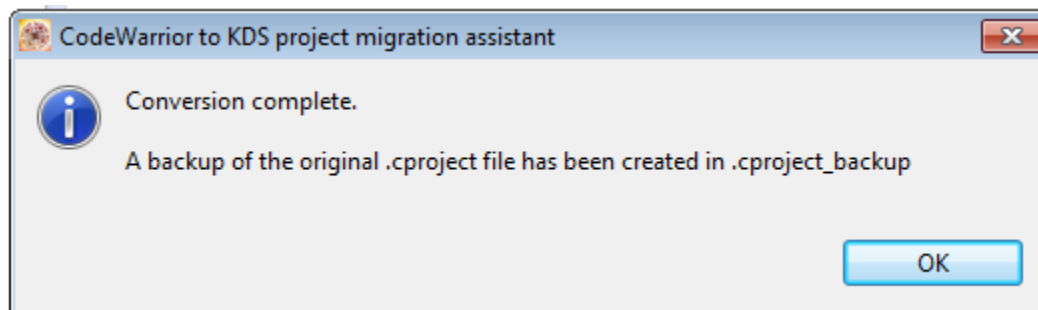 CodeWarrior to KDS project migration assistant
Conversion complete.
A backup of the original .cproject file has been created in .cproject_backup
OK